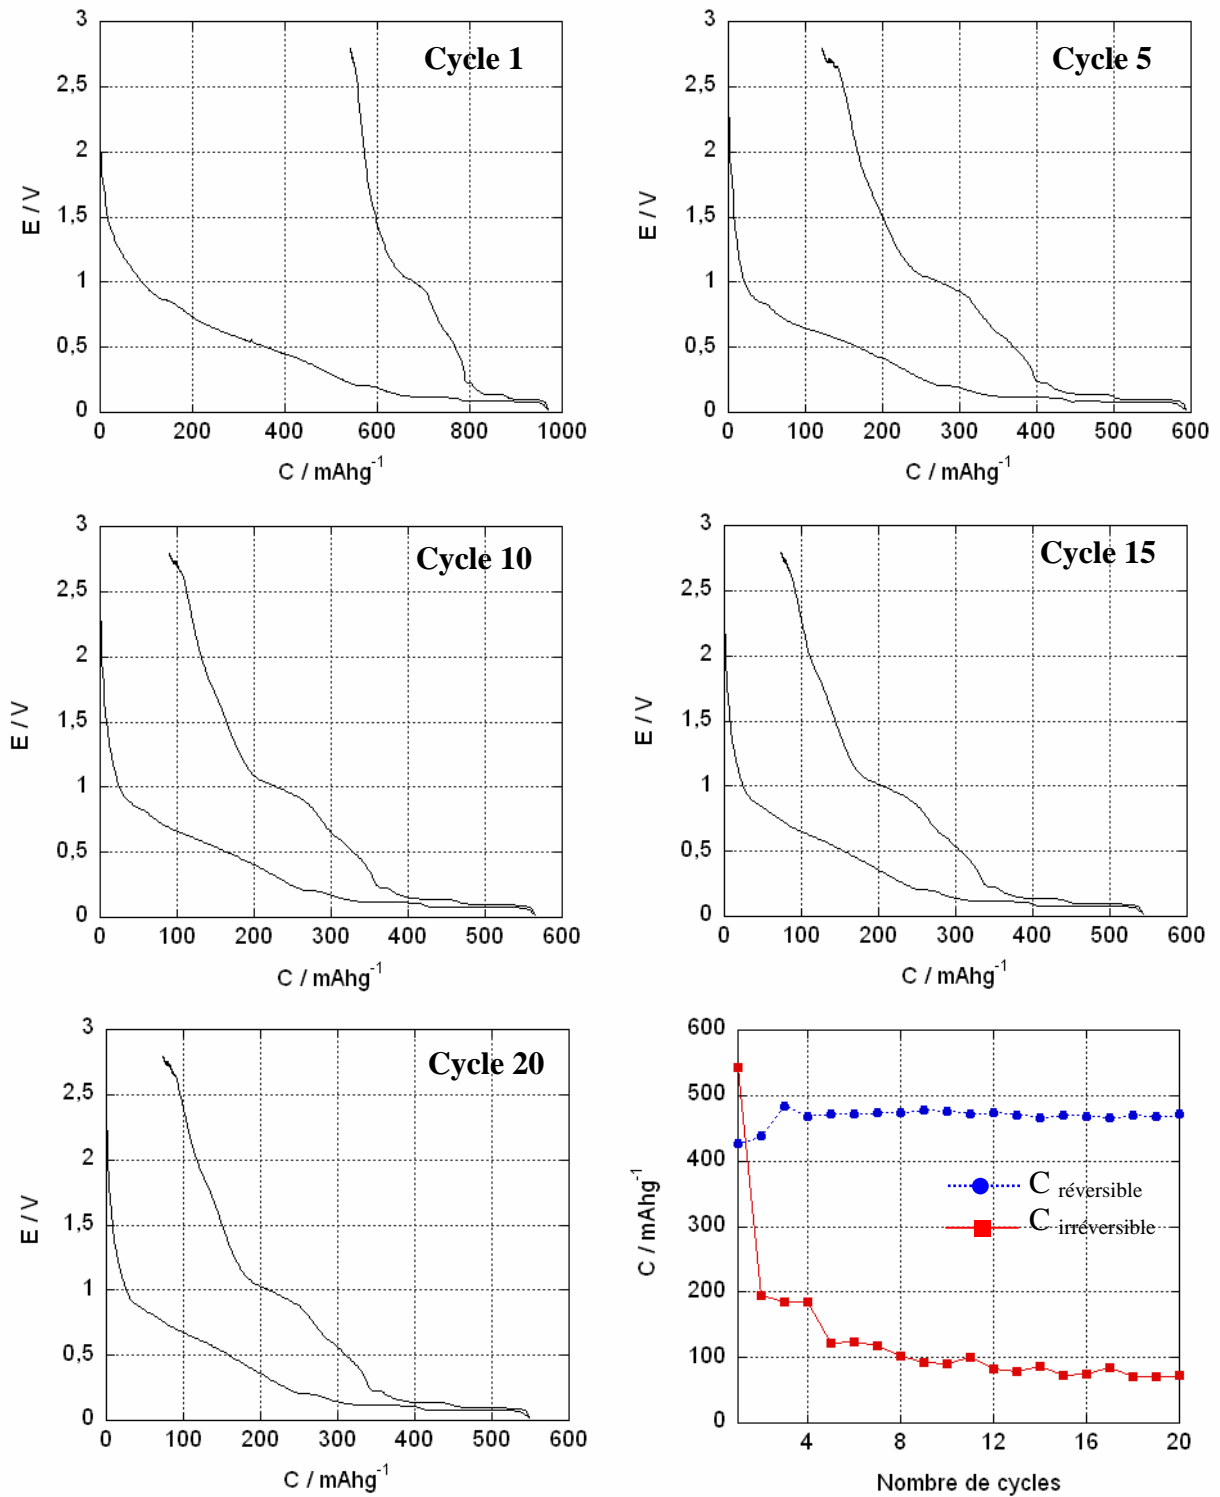 Cycle 1
3
2,5
2
1,5
1
0,5
0
E / V
0 200 400 600 800 1000
C / mAhg-1
Cycle 5
3
2,5
2
1,5
1
0,5
0
E / V
0 100 200 300 400 500 600
C / mAhg-1
Cycle 10
3
2,5
2
1,5
1
0,5
0
E / V
0 100 200 300 400 500 600
C / mAhg-1
Cycle 15
3
2,5
2
1,5
1
0,5
0
E / V
0 100 200 300 400 500 600
C / mAhg-1
Cycle 20
3
2,5
2
1,5
1
0,5
0
E / V
0 100 200 300 400 500 600
C / mAhg-1
600
500
400
300
200
100
0
C / mAhg-1
C réversible
C irréversible
4 8 12 16 20
Nombre de cycles